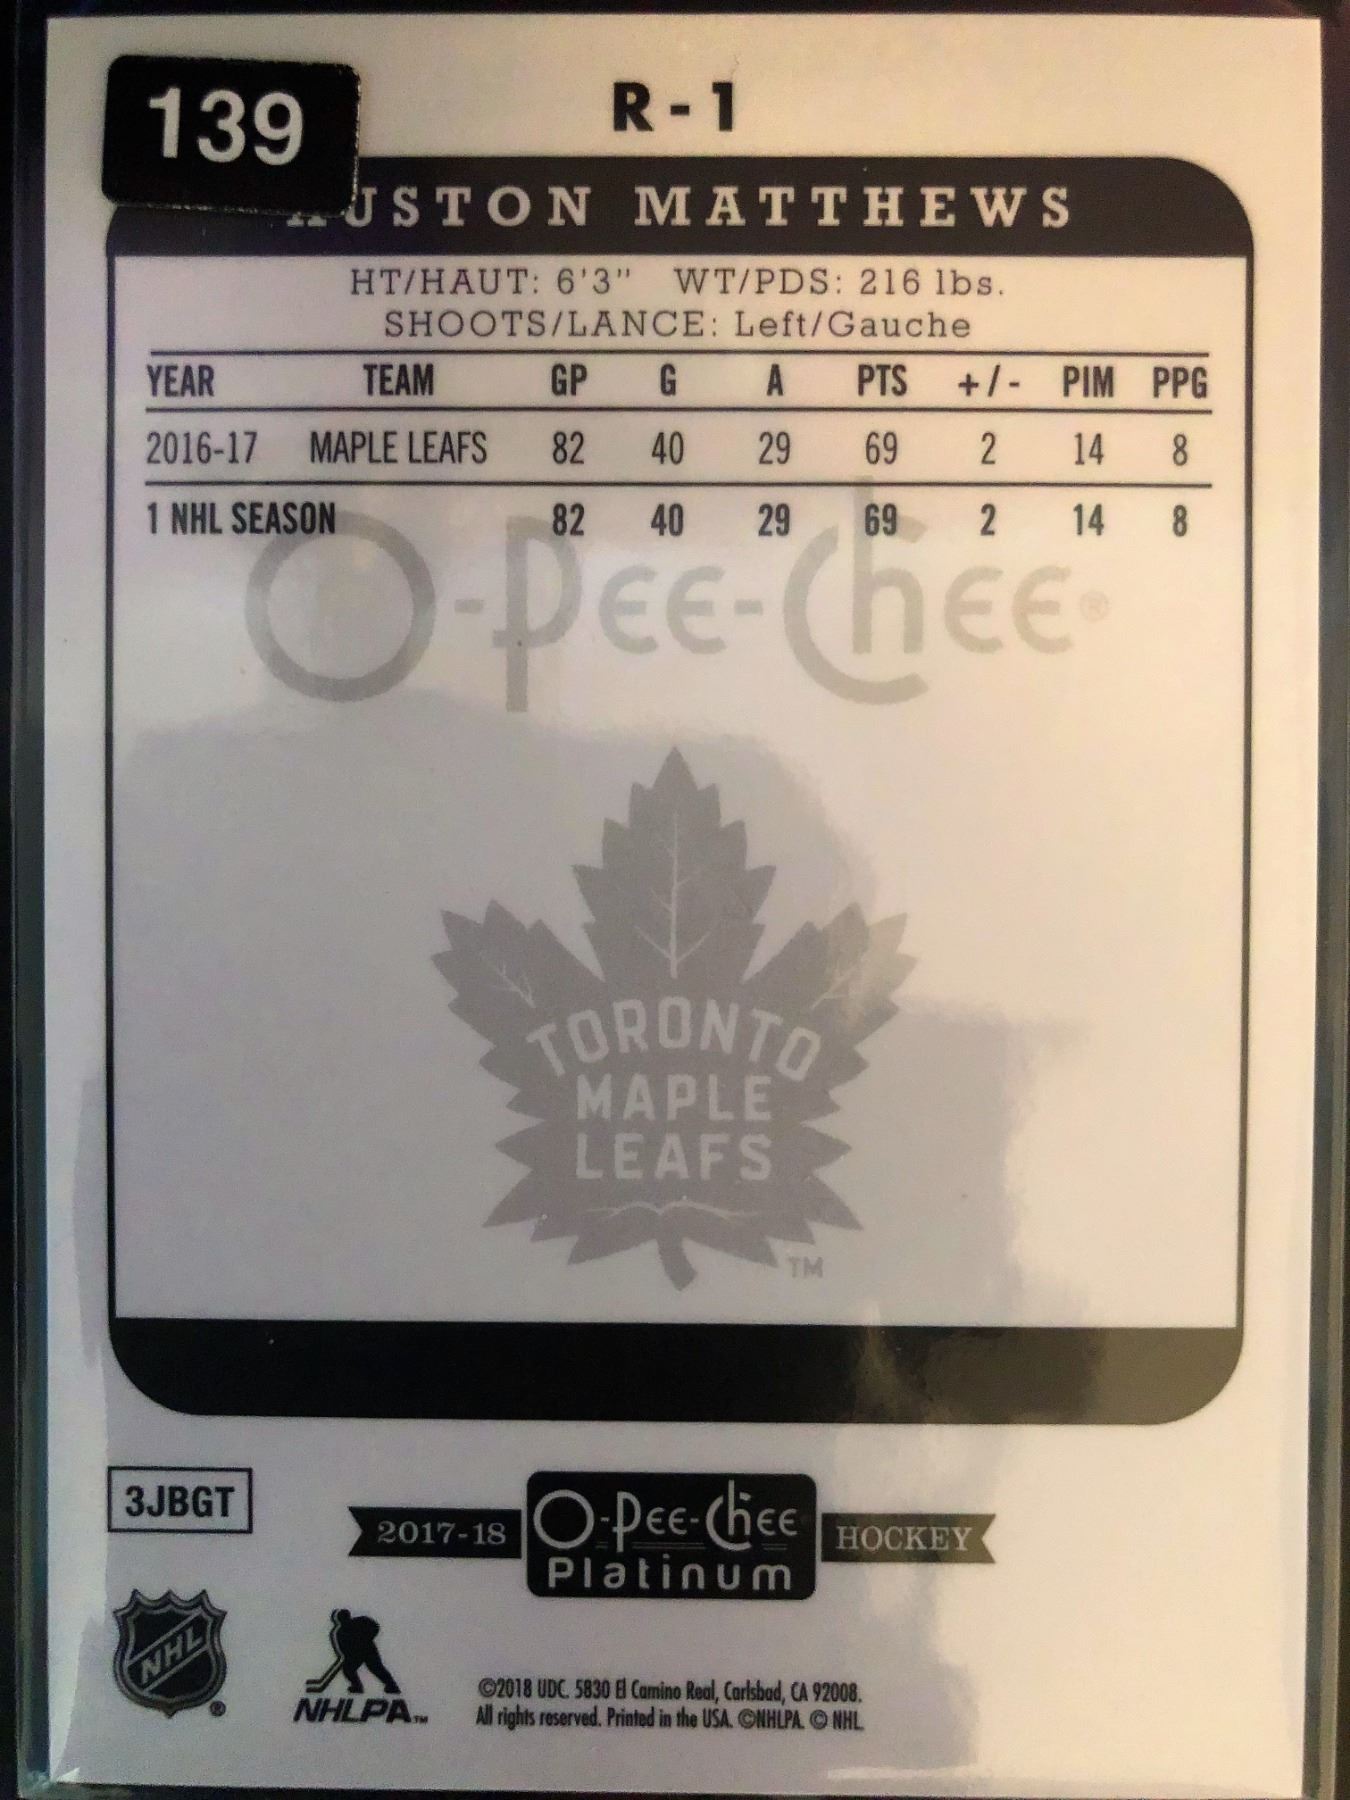 139
R-1
AUSTON MATTHEWS
HT/HAUT: 6'3" WT/PDS: 216 lbs.
SHOOTS/LANCE: Left/Gauche
YEAR TEAM GP G A PTS +/- PIM PPG
2016-17 MAPLE LEAFS 82 40 29 69 2 14 8
1 NHL SEASON 82 40 29 69 2 14 8
O-Pee-Chee®
TORONTO
MAPLE
LEAFS
TM
3JBGT
2017-18 O-Pee-Chee HOCKEY
Platinum
NHL ®
NHLPA™
©2018 UDC. 5830 El Camino Real, Carlsbad, CA 92008.
All rights reserved. Printed in the USA. ©NHLPA. © NHL